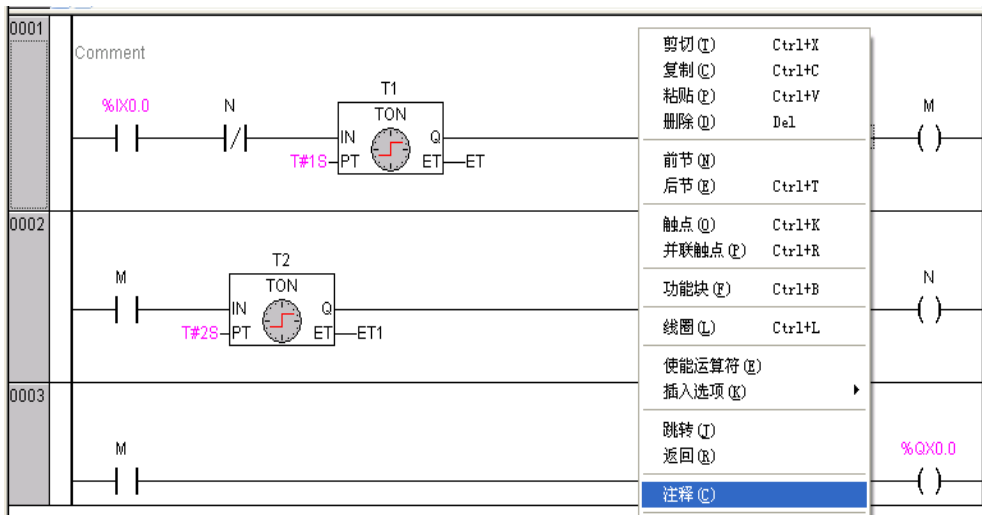 0001
Comment
%IX0.0
N
T1
TON
IN
Q
T#1S
PT
ET
ET
M
0002
M
T2
TON
IN
Q
T#2S
PT
ET
ET1
N
0003
M
%QX0.0
剪切(T) Ctrl+X
复制(C) Ctrl+C
粘贴(P) Ctrl+V
删除(D) Del
前节(N)
后节(E) Ctrl+T
触点(O) Ctrl+K
并联触点(P) Ctrl+R
功能块(F) Ctrl+B
线圈(L) Ctrl+L
使能运算符(E)
插入选项(K)
跳转(J)
返回(R)
注释(C)